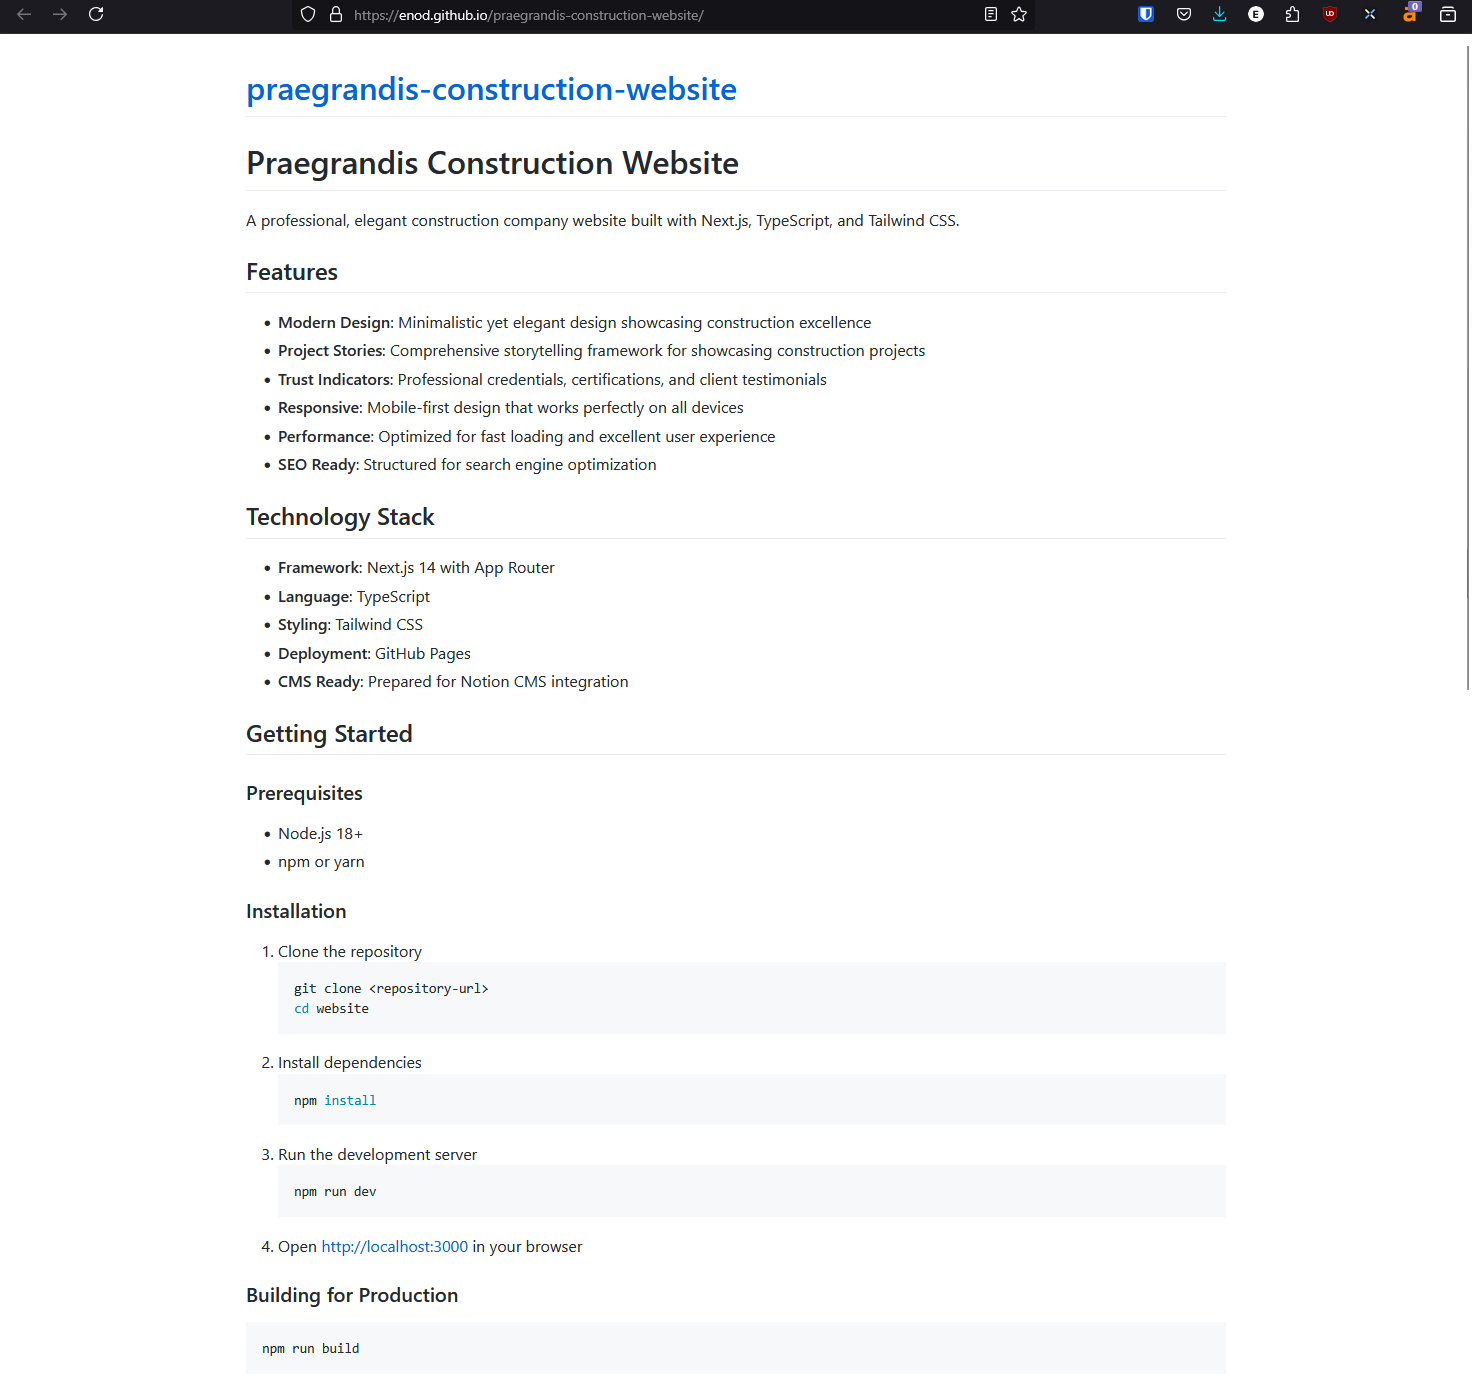 https://enod.github.io/praegrandis-construction-website/
E
UD
a
0
praegrandis-construction-website
Praegrandis Construction Website
A professional, elegant construction company website built with Next.js, TypeScript, and Tailwind CSS.
Features
• Modern Design: Minimalistic yet elegant design showcasing construction excellence
• Project Stories: Comprehensive storytelling framework for showcasing construction projects
• Trust Indicators: Professional credentials, certifications, and client testimonials
• Responsive: Mobile-first design that works perfectly on all devices
• Performance: Optimized for fast loading and excellent user experience
• SEO Ready: Structured for search engine optimization
Technology Stack
• Framework: Next.js 14 with App Router
• Language: TypeScript
• Styling: Tailwind CSS
• Deployment: GitHub Pages
• CMS Ready: Prepared for Notion CMS integration
Getting Started
Prerequisites
• Node.js 18+
• npm or yarn
Installation
1. Clone the repository
git clone <repository-url>
cd website
2. Install dependencies
npm install
3. Run the development server
npm run dev
4. Open http://localhost:3000 in your browser
Building for Production
npm run build